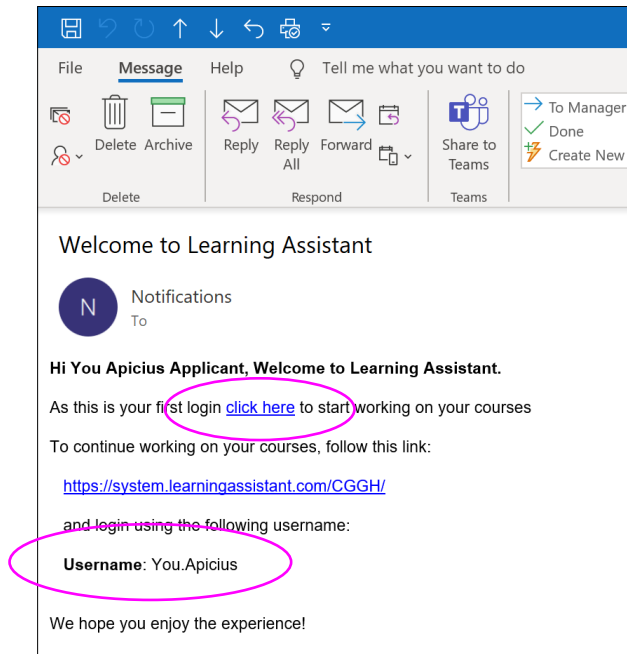 File Message Help Tell me what you want to do
Delete Archive Reply Reply All Forward Share to Teams
To Manager
Done
Create New
Delete Respond Teams
Welcome to Learning Assistant
N
Notifications
To
Hi You Apicius Applicant, Welcome to Learning Assistant.
As this is your first login click here to start working on your courses
To continue working on your courses, follow this link:
https://system.learningassistant.com/CGGH/
and login using the following username:
Username: You.Apicius
We hope you enjoy the experience!